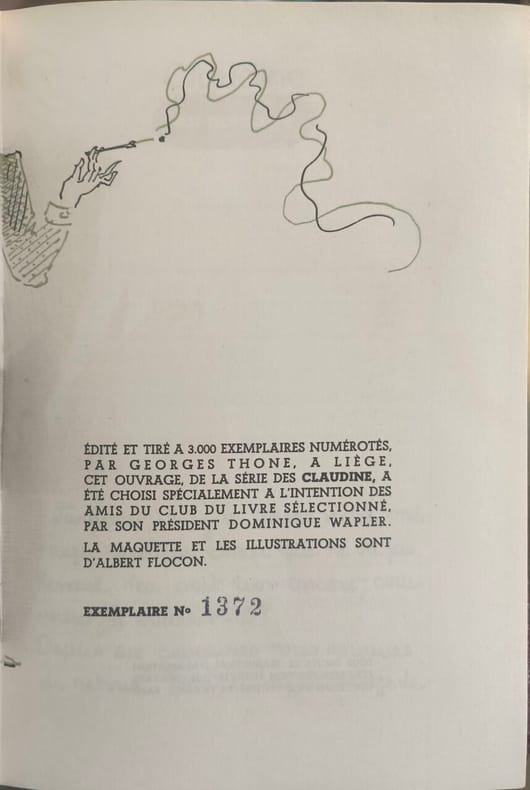 ÉDITÉ ET TIRÉ A 3.000 EXEMPLAIRES NUMÉROTÉS,
PAR GEORGES THONE, A LIÈGE,
CET OUVRAGE, DE LA SÉRIE DES CLAUDINE, A
ÉTÉ CHOISI SPÉCIALEMENT A L'INTENTION DES
AMIS DU CLUB DU LIVRE SÉLECTIONNÉ,
PAR SON PRÉSIDENT DOMINIQUE WAPLER.
LA MAQUETTE ET LES ILLUSTRATIONS SONT
D'ALBERT FLOCON.
EXEMPLAIRE No 1372